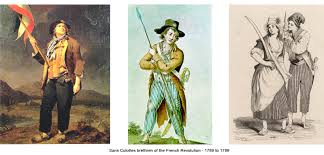 Sans Culottes brethren of the French Revolution - 1789 to 1799